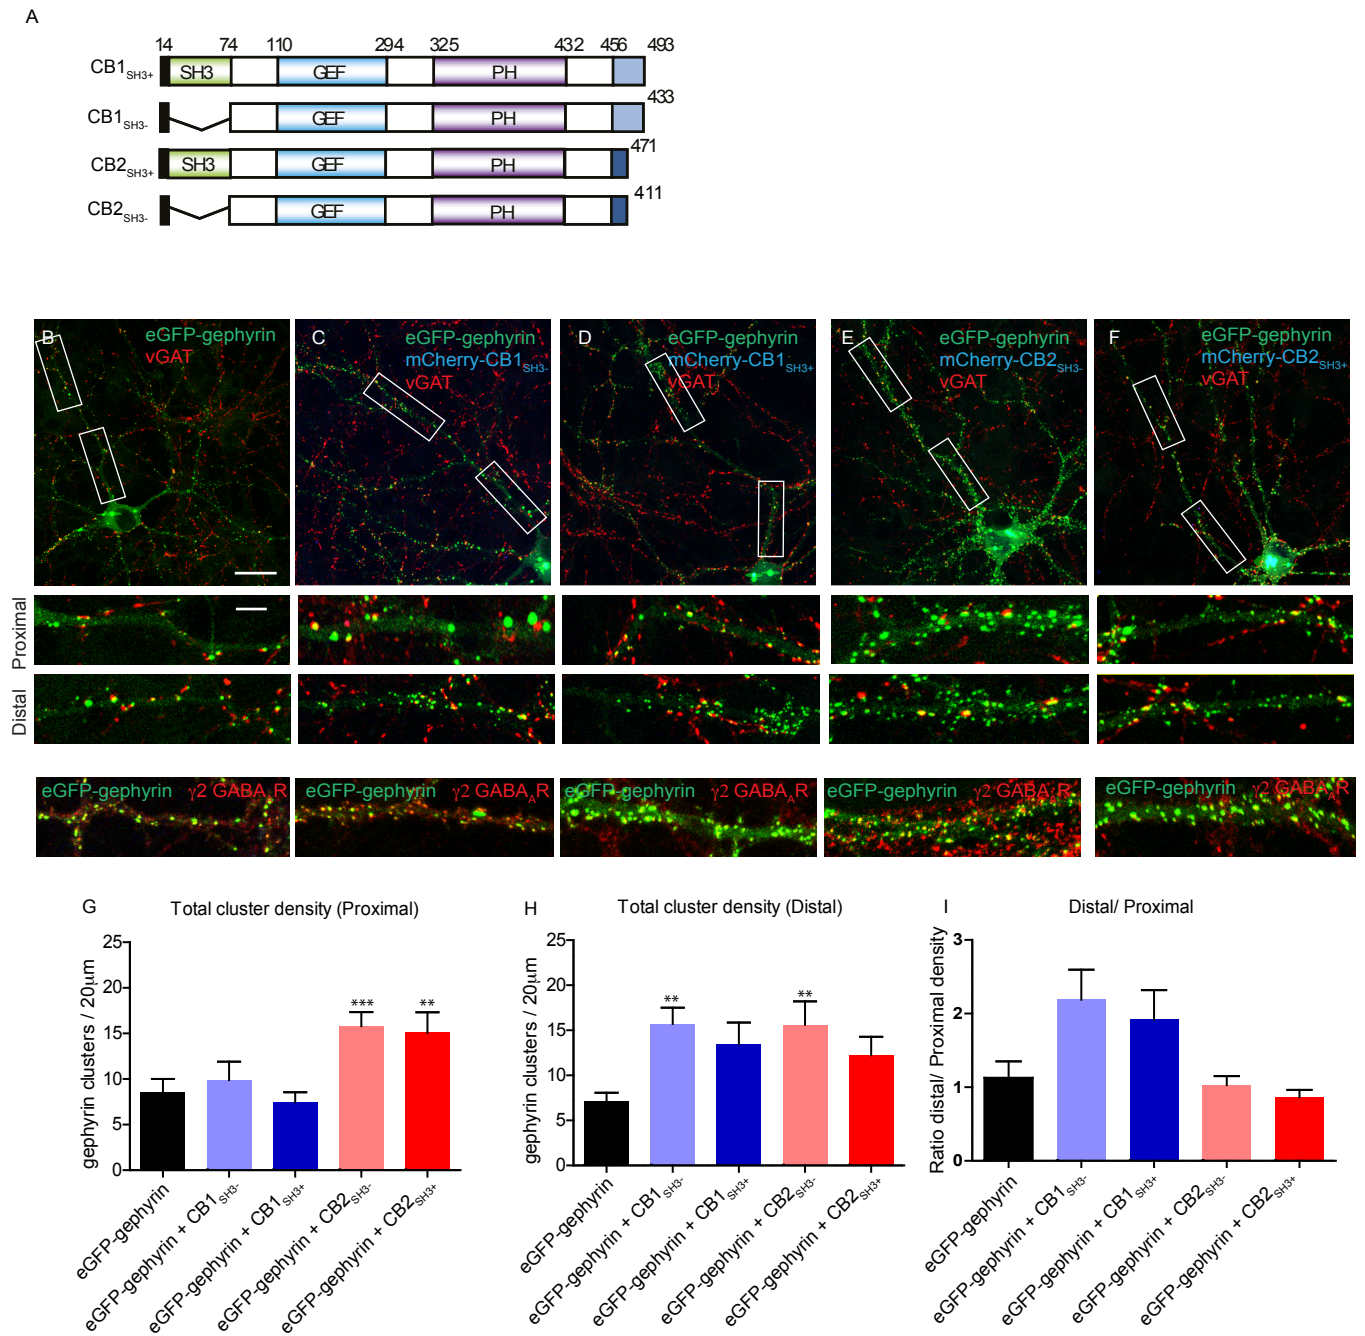 A
14 74 110 294 325 432 456 493
CB1SH3+ SH3 GEF PH
433
CB1SH3- GEF PH
471
CB2SH3+ SH3 GEF PH
411
CB2SH3- GEF PH
B eGFP-gephyrin
vGAT
C eGFP-gephyrin
mCherry-CB1SH3-
vGAT
D eGFP-gephyrin
mCherry-CB1SH3+
vGAT
E eGFP-gephyrin
mCherry-CB2SH3-
vGAT
F eGFP-gephyrin
mCherry-CB2SH3+
vGAT
Proximal
Distal
eGFP-gephyrin γ2 GABAAR
eGFP-gephyrin γ2 GABAAR
eGFP-gephyrin γ2 GABAAR
eGFP-gephyrin γ2 GABAAR
eGFP-gephyrin γ2 GABAAR
G Total cluster density (Proximal)
gephyrin clusters / 20μm
25
20
15
10
5
0
*** **
eGFP-gephyrin
eGFP-gephyrin + CB1SH3-
eGFP-gephyrin + CB1SH3+
eGFP-gephyrin + CB2SH3-
eGFP-gephyrin + CB2SH3+
H Total cluster density (Distal)
gephyrin clusters / 20μm
25
20
15
10
5
0
** **
eGFP-gephyrin
eGFP-gephyrin + CB1SH3-
eGFP-gephyrin + CB1SH3+
eGFP-gephyrin + CB2SH3-
eGFP-gephyrin + CB2SH3+
I Distal/ Proximal
Ratio distal/ Proximal density
3
2
1
0
eGFP-gephyrin
eGFP-gephyrin + CB1SH3-
eGFP-gephyrin + CB1SH3+
eGFP-gephyrin + CB2SH3-
eGFP-gephyrin + CB2SH3+